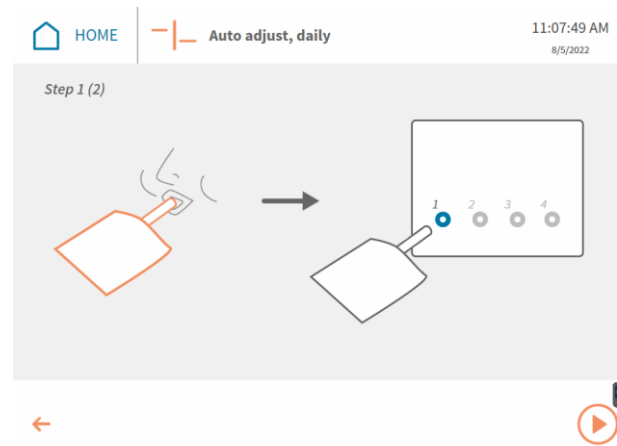 HOME
Auto adjust, daily
11:07:49 AM
8/5/2022
Step 1 (2)
1 2 3 4